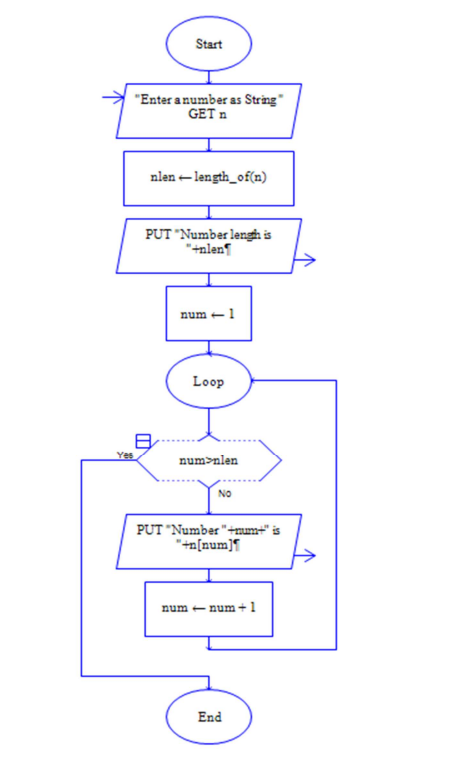 Start
"Enter a number as String"
GET n
nlen ← length_of(n)
PUT "Number length is
"+nlen¶
num ← 1
Loop
Yes
num>nlen
No
PUT "Number "+num+" is
"+n[num]¶
num ← num + 1
End